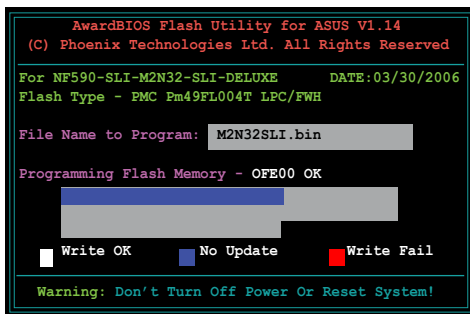 AwardBIOS Flash Utility for ASUS V1.14
(C) Phoenix Technologies Ltd. All Rights Reserved
For NF590-SLI-M2N32-SLI-DELUXE DATE:03/30/2006
Flash Type - PMC Pm49FL004T LPC/FWH
File Name to Program: M2N32SLI.bin
Programming Flash Memory - OFE00 OK
Write OK No Update Write Fail
Warning: Don't Turn Off Power Or Reset System!